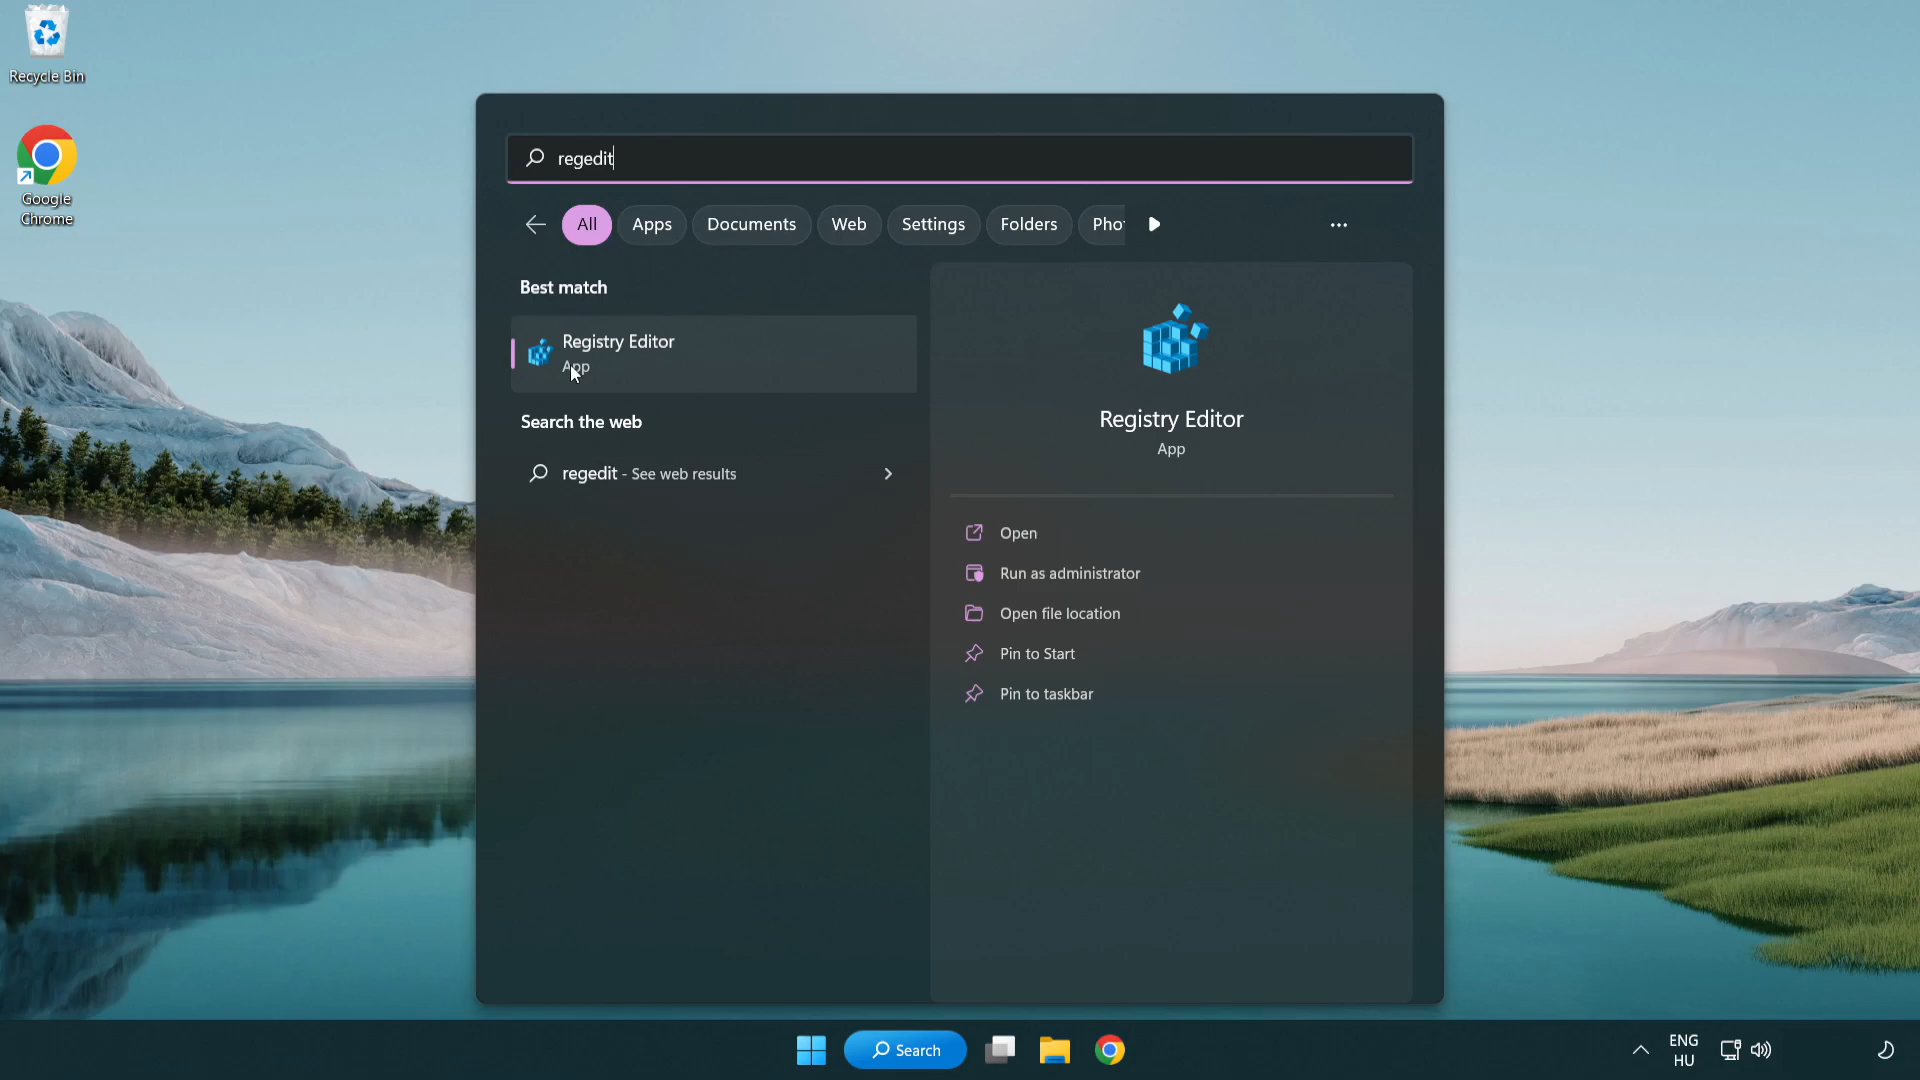 Recycle Bin
Google
Chrome
regedit
All
Apps
Documents
Web
Settings
Folders
Pho
Best match
Registry Editor
App
Search the web
regedit - See web results
Registry Editor
App
Open
Run as administrator
Open file location
Pin to Start
Pin to taskbar
Search
ENG
HU